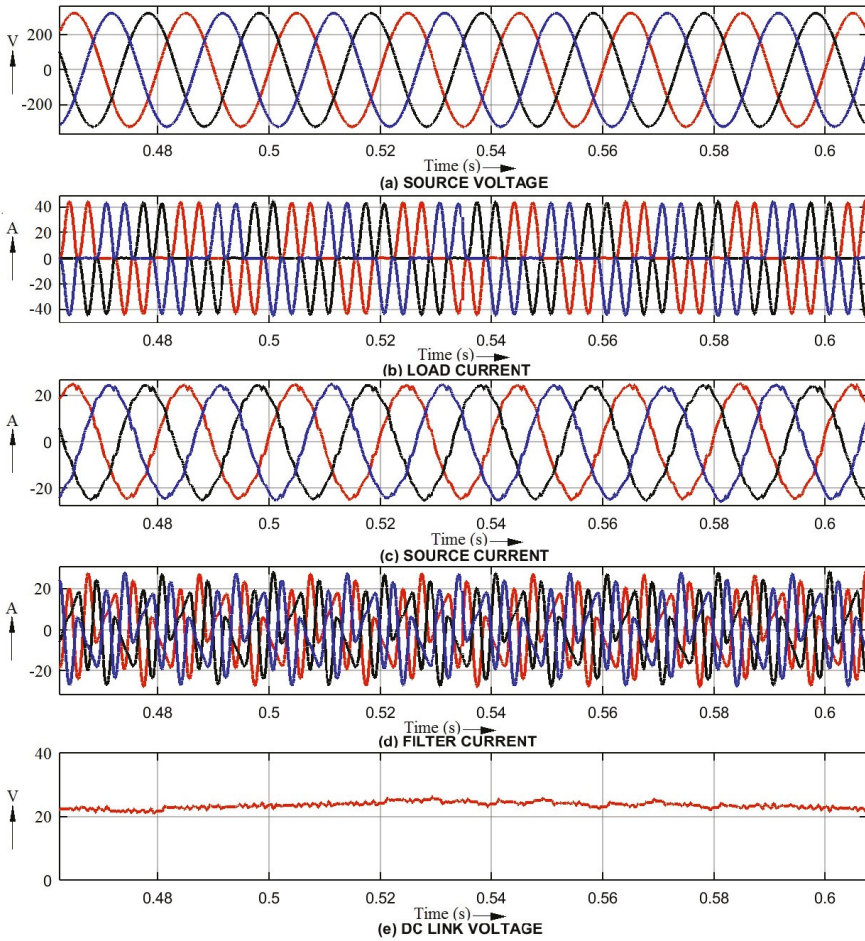 V
200
0
-200
0.48 0.5 0.52 0.54 0.56 0.58 0.6
Time (s)
(a) SOURCE VOLTAGE
A
40
20
0
-20
-40
0.48 0.5 0.52 0.54 0.56 0.58 0.6
Time (s)
(b) LOAD CURRENT
A
20
0
-20
0.48 0.5 0.52 0.54 0.56 0.58 0.6
Time (s)
(c) SOURCE CURRENT
A
20
0
-20
0.48 0.5 0.52 0.54 0.56 0.58 0.6
Time (s)
(d) FILTER CURRENT
V
40
20
0
0.48 0.5 0.52 0.54 0.56 0.58 0.6
Time (s)
(e) DC LINK VOLTAGE